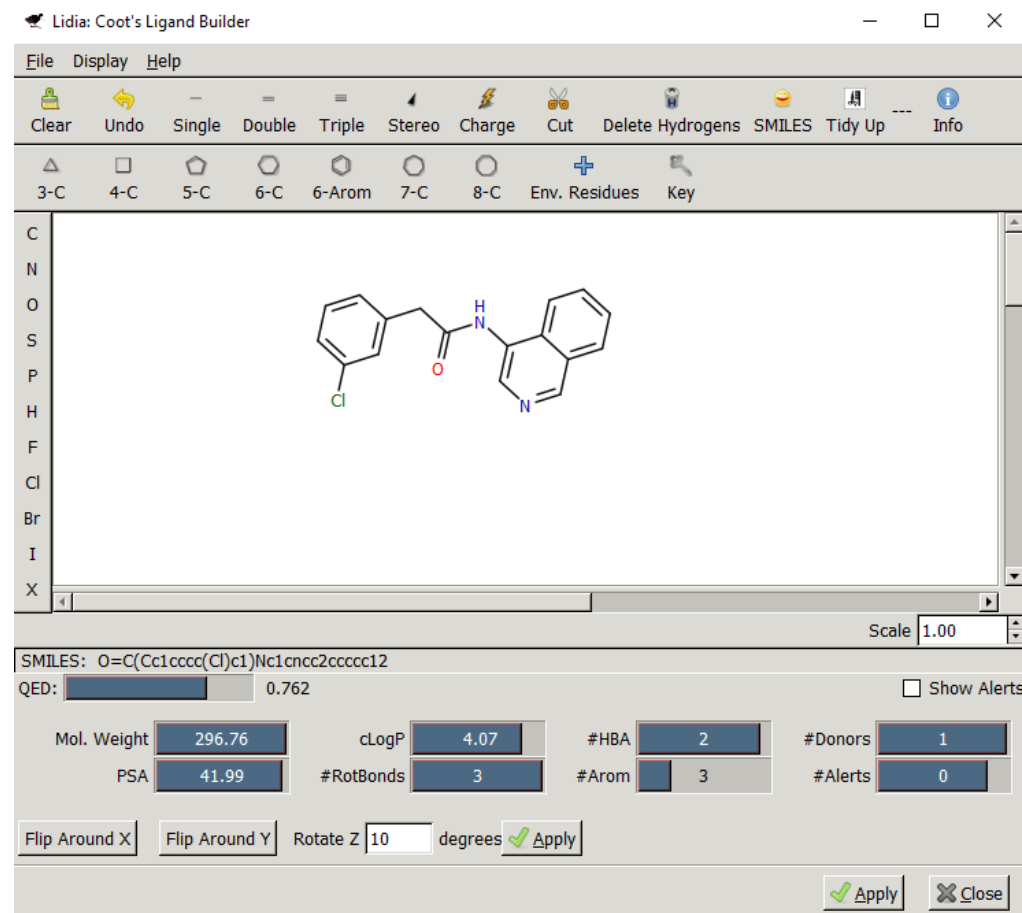 Lidia: Coot's Ligand Builder
File Display Help
Clear Undo Single Double Triple Stereo Charge Cut Delete Hydrogens SMILES Tidy Up --- Info
3-C 4-C 5-C 6-C 6-Arom 7-C 8-C Env. Residues Key
C
N
O
S
P
H
F
Cl
Br
I
X
H
N
O
Cl
N
Scale 1.00
SMILES: O=C(Cc1cccc(Cl)c1)Nc1cncc2ccccc12
QED: 0.762 Show Alerts
Mol. Weight 296.76 cLogP 4.07 #HBA 2 #Donors 1
PSA 41.99 #RotBonds 3 #Arom 3 #Alerts 0
Flip Around X Flip Around Y Rotate Z 10 degrees Apply
Apply Close